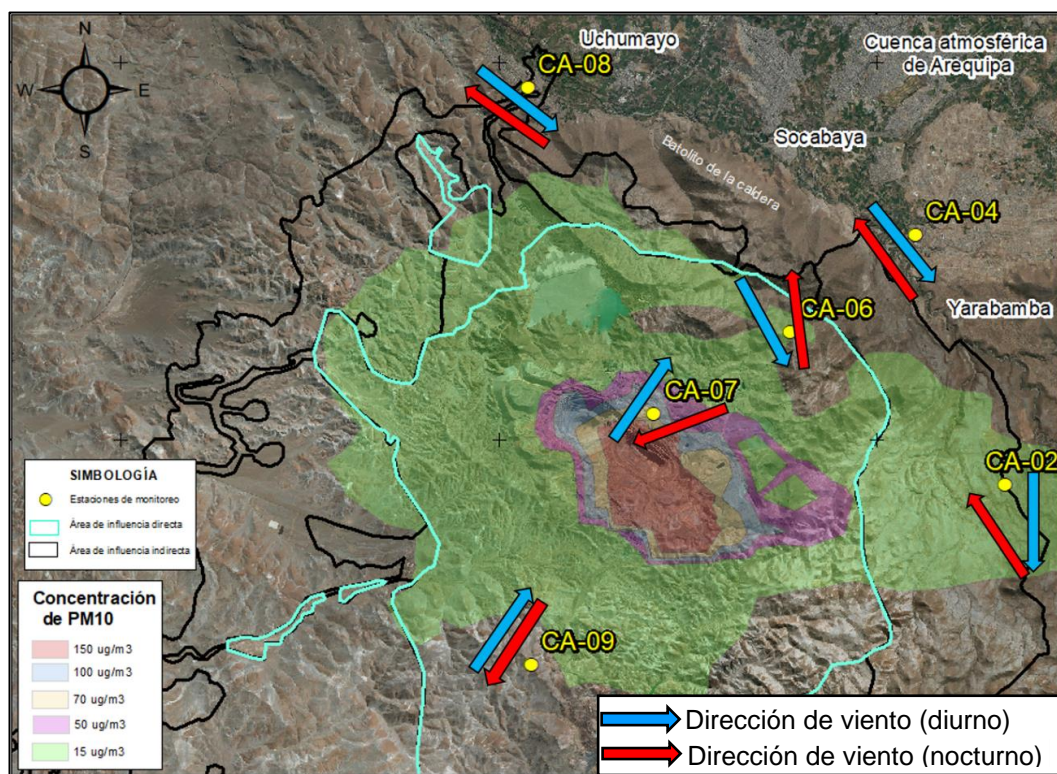 N
W
E
S
Uchumayo
Cuenca atmosférica
de Arequipa
CA-08
Socabaya
Batolito de la caldera
CA-04
Yarabamba
CA-06
CA-07
CA-02
CA-09
SIMBOLOGÍA
Estaciones de monitoreo
Área de influencia directa
Área de influencia indirecta
Concentración
de PM10
150 ug/m3
100 ug/m3
70 ug/m3
50 ug/m3
15 ug/m3
Dirección de viento (diurno)
Dirección de viento (nocturno)